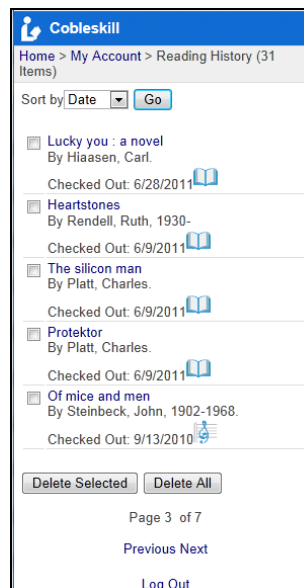 Cobleskill
Home > My Account > Reading History (31
Items)
Sort by Date Go
Lucky you : a novel
By Hiaasen, Carl.
Checked Out: 6/28/2011
Heartstones
By Rendell, Ruth, 1930-
Checked Out: 6/9/2011
The silicon man
By Platt, Charles.
Checked Out: 6/9/2011
Protektor
By Platt, Charles.
Checked Out: 6/9/2011
Of mice and men
By Steinbeck, John, 1902-1968.
Checked Out: 9/13/2010
Delete Selected Delete All
Page 3 of 7
Previous Next
Log Out